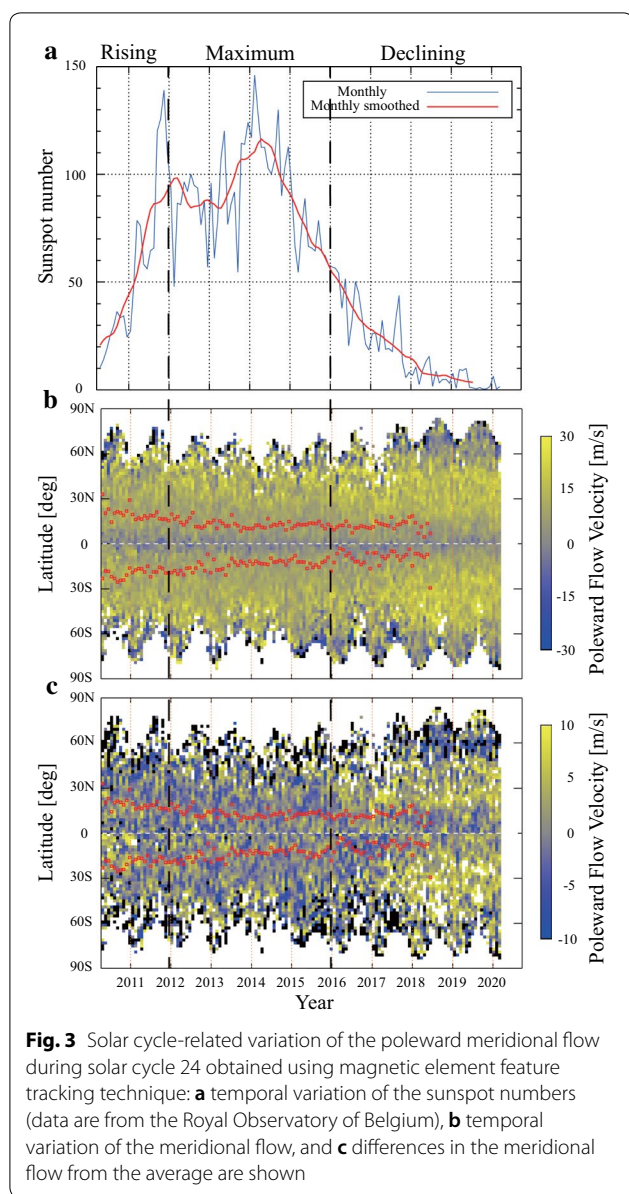 a
Rising Maximum Declining
150
100
50
0
Sunspot number
Monthly
Monthly smoothed
b
90N
60N
30N
0
30S
60S
90S
Latitude [deg]
30
15
0
-15
-30
Poleward Flow Velocity [m/s]
c
90N
60N
30N
0
30S
60S
90S
Latitude [deg]
10
5
0
-5
-10
Poleward Flow Velocity [m/s]
2011 2012 2013 2014 2015 2016 2017 2018 2019 2020
Year
Fig. 3 Solar cycle-related variation of the poleward meridional flow
during solar cycle 24 obtained using magnetic element feature
tracking technique: a temporal variation of the sunspot numbers
(data are from the Royal Observatory of Belgium), b temporal
variation of the meridional flow, and c differences in the meridional
flow from the average are shown